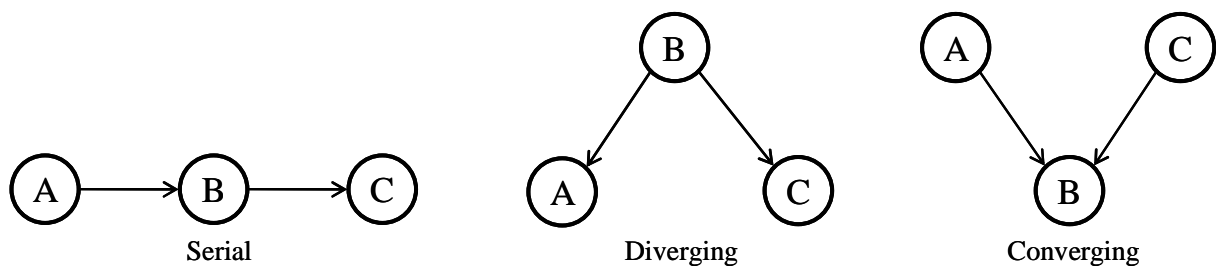 A B C
Serial
B
A C
Diverging
A C
B
Converging